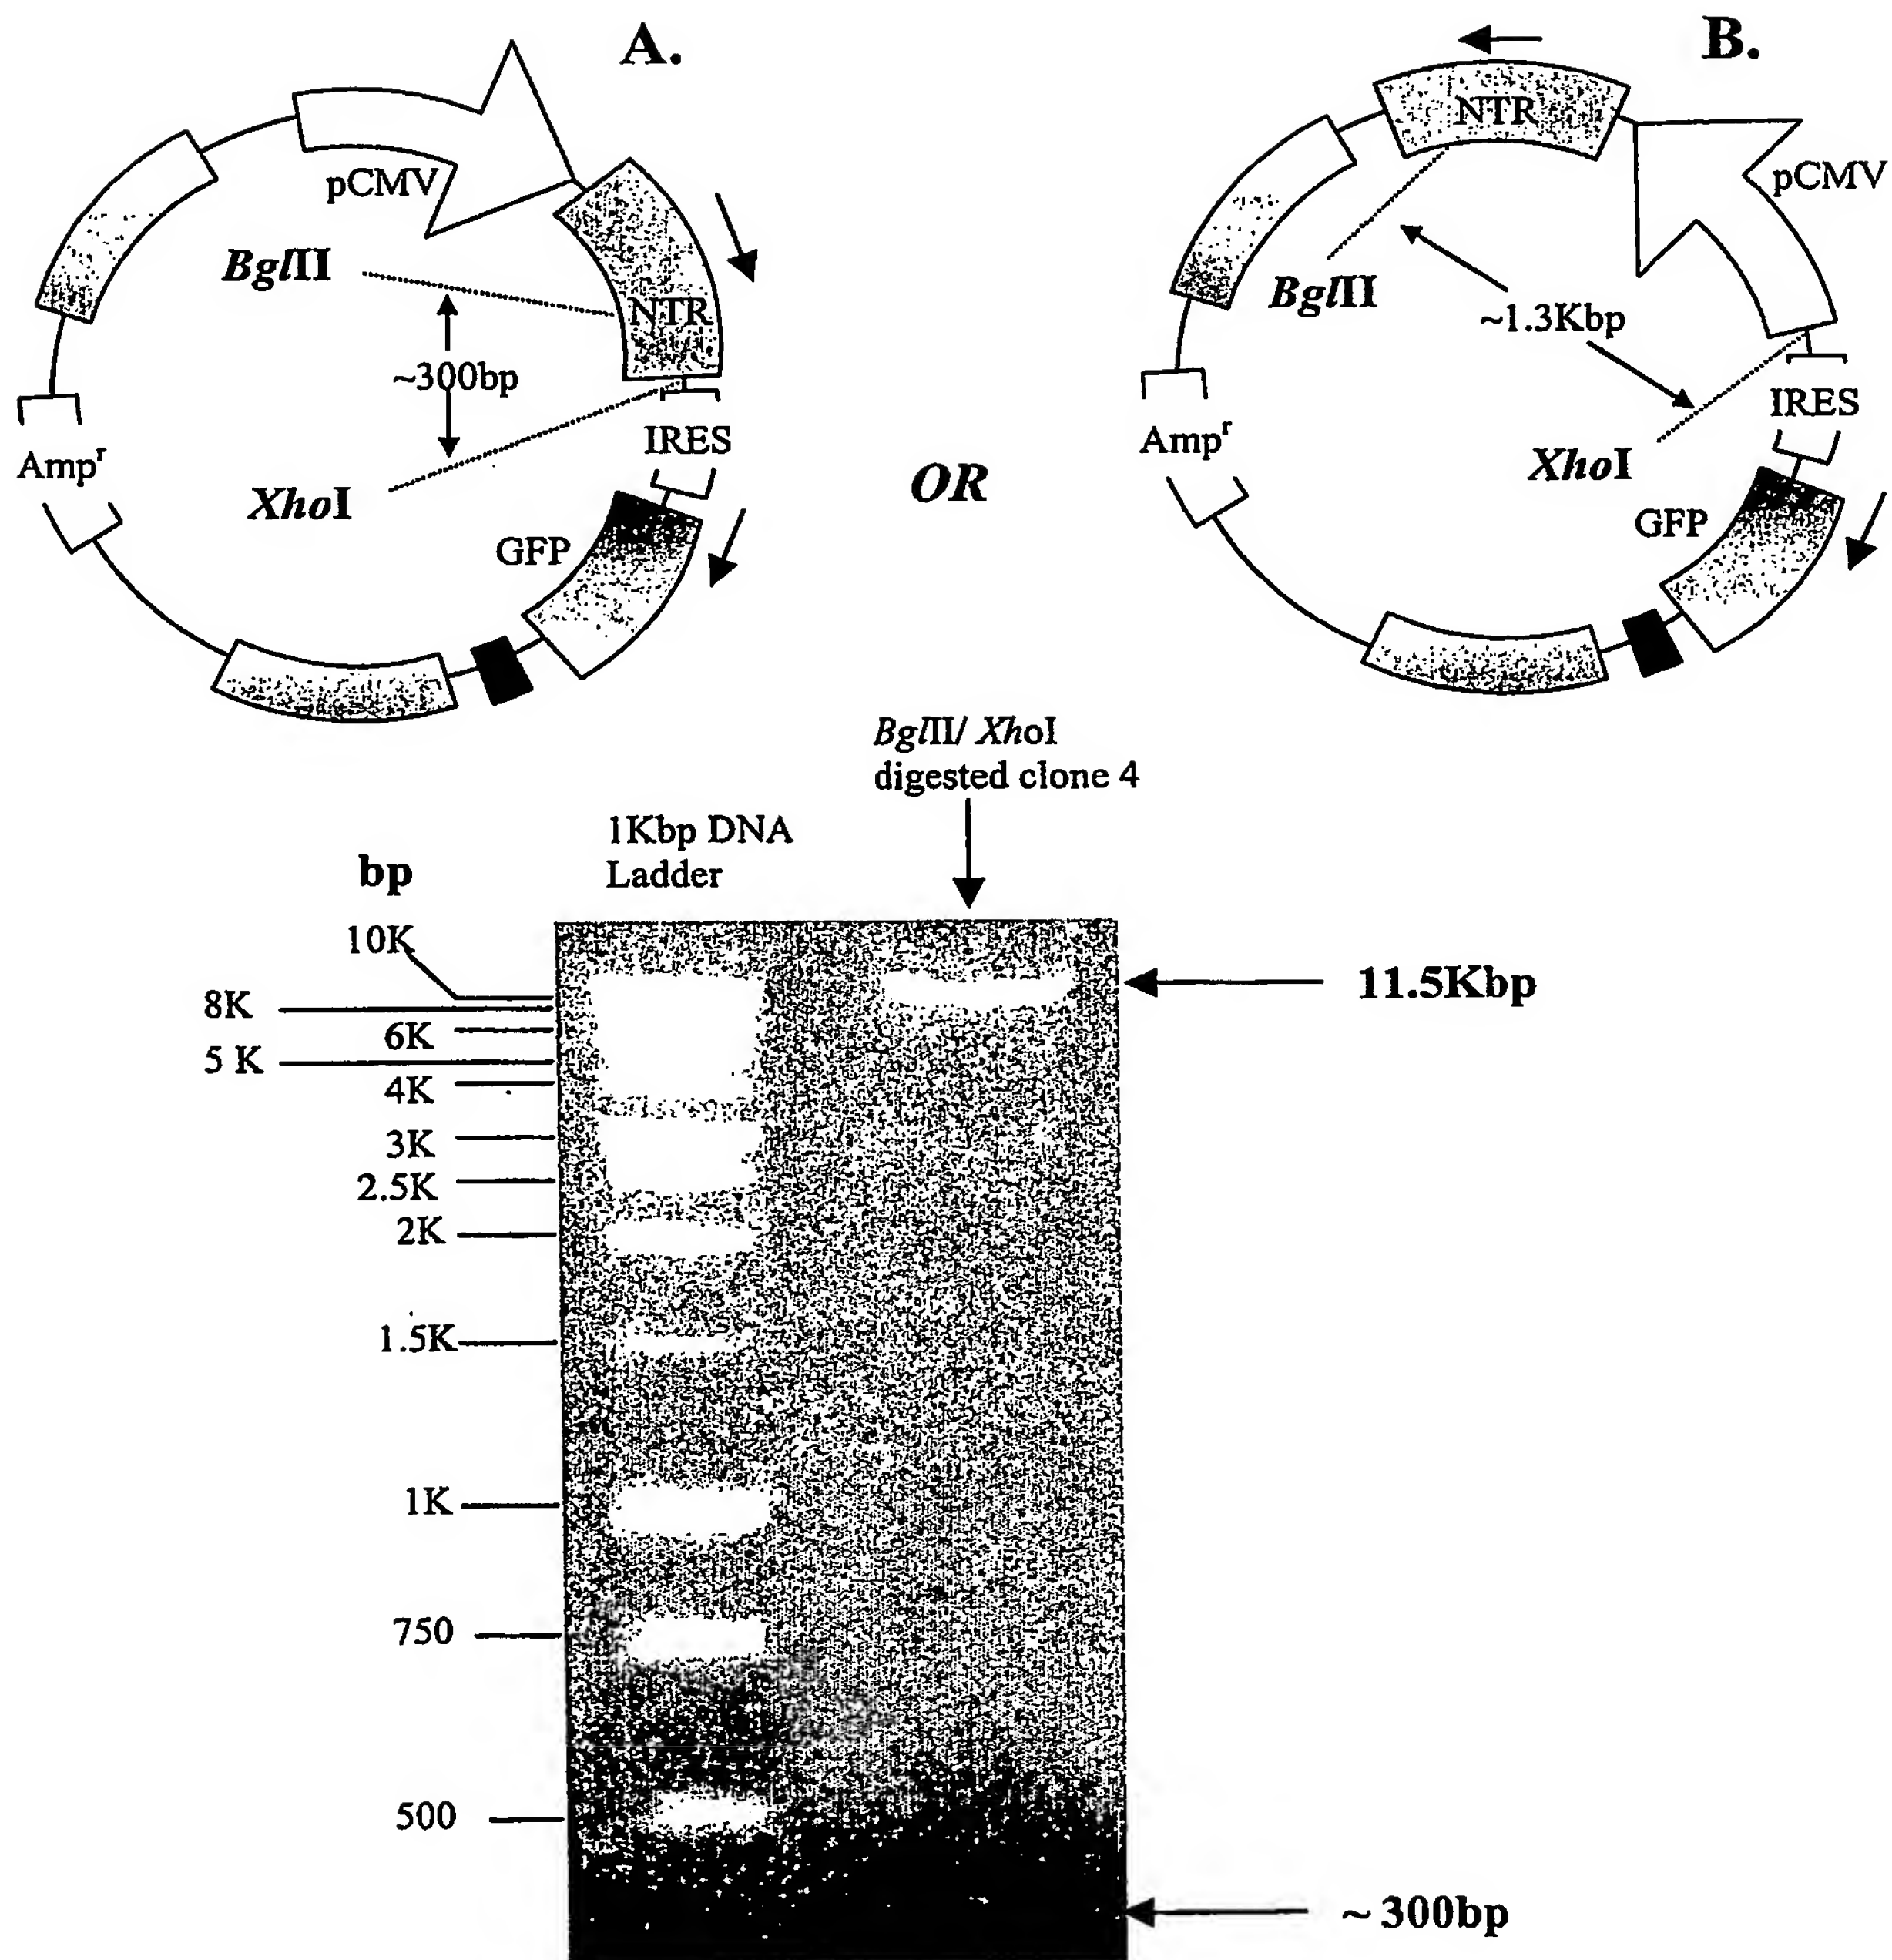 A.
pCMV
BglII
NTR
~300bp
IRES
Ampʳ
XhoI
GFP
OR
B.
NTR
pCMV
BglII
~1.3Kbp
IRES
Ampʳ
XhoI
GFP
BglII/ XhoI
digested clone 4
1Kbp DNA
Ladder
bp
10K
8K
6K
5 K
4K
3K
2.5K
2K
1.5K
1K
750
500
11.5Kbp
~ 300bp